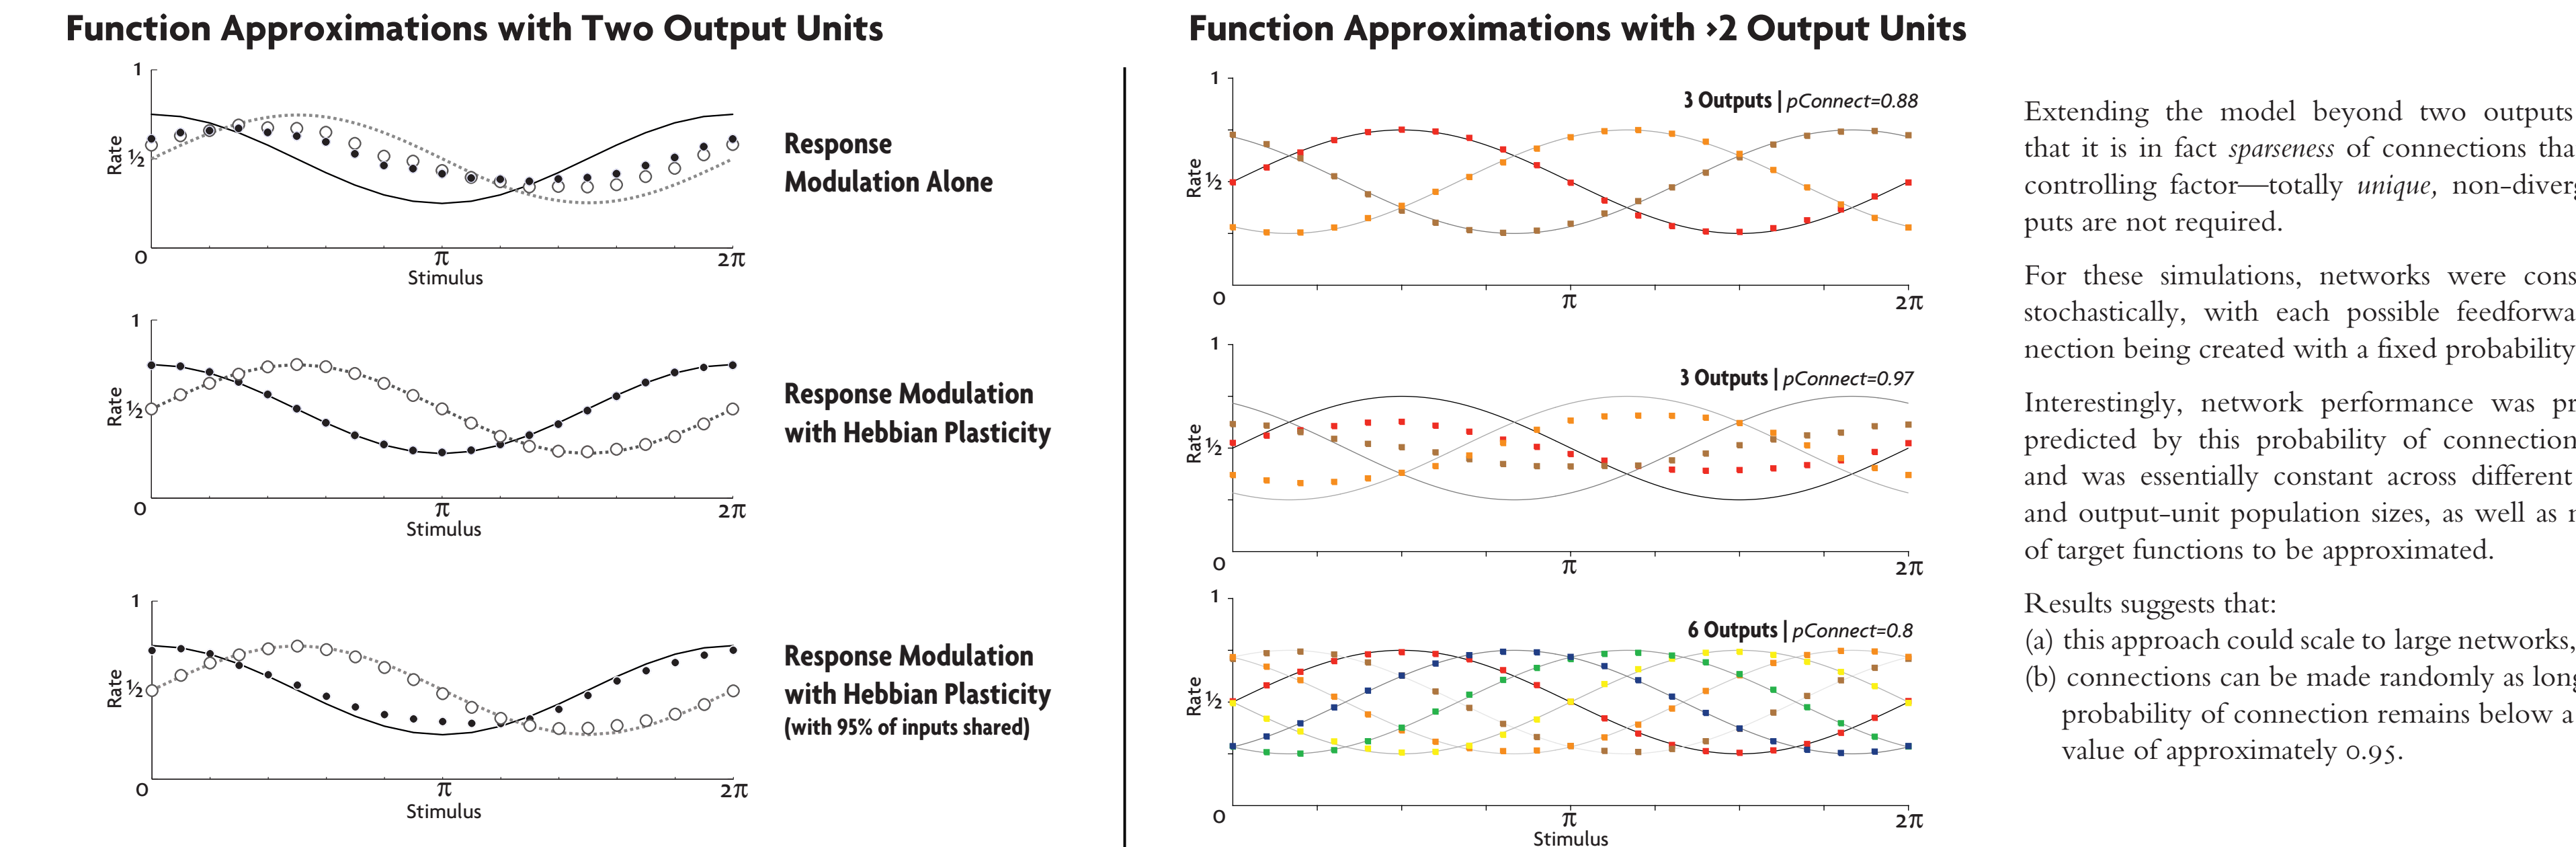 Function Approximations with Two Output Units
1
Rate
½
0
π
2π
Stimulus
Response
Modulation Alone
1
Rate
½
0
π
2π
Stimulus
Response Modulation
with Hebbian Plasticity
1
Rate
½
0
π
2π
Stimulus
Response Modulation
with Hebbian Plasticity
(with 95% of inputs shared)
Function Approximations with >2 Output Units
1
3 Outputs | pConnect=0.88
Rate
½
0
π
2π
1
3 Outputs | pConnect=0.97
Rate
½
0
π
2π
1
6 Outputs | pConnect=0.8
Rate
½
0
π
2π
Stimulus
Extending the model beyond two outputs
that it is in fact sparseness of connections
controlling factor—totally unique,
puts are not required.
For these simulations, networks were
stochastically, with each possible
nection being created with a fixed probability
Interestingly, network performance was
predicted by this probability of connection
and was essentially constant across different
and output-unit population sizes, as well as
of target functions to be approximated.
Results suggests that:
(a) this approach could scale to large networks,
(b) connections can be made randomly as
probability of connection remains below a
value of approximately 0.95.